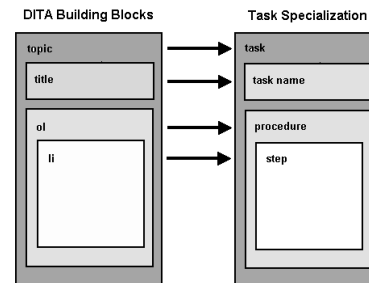 DITA Building Blocks
Task Specialization
topic
task
title
task name
ol
procedure
li
step